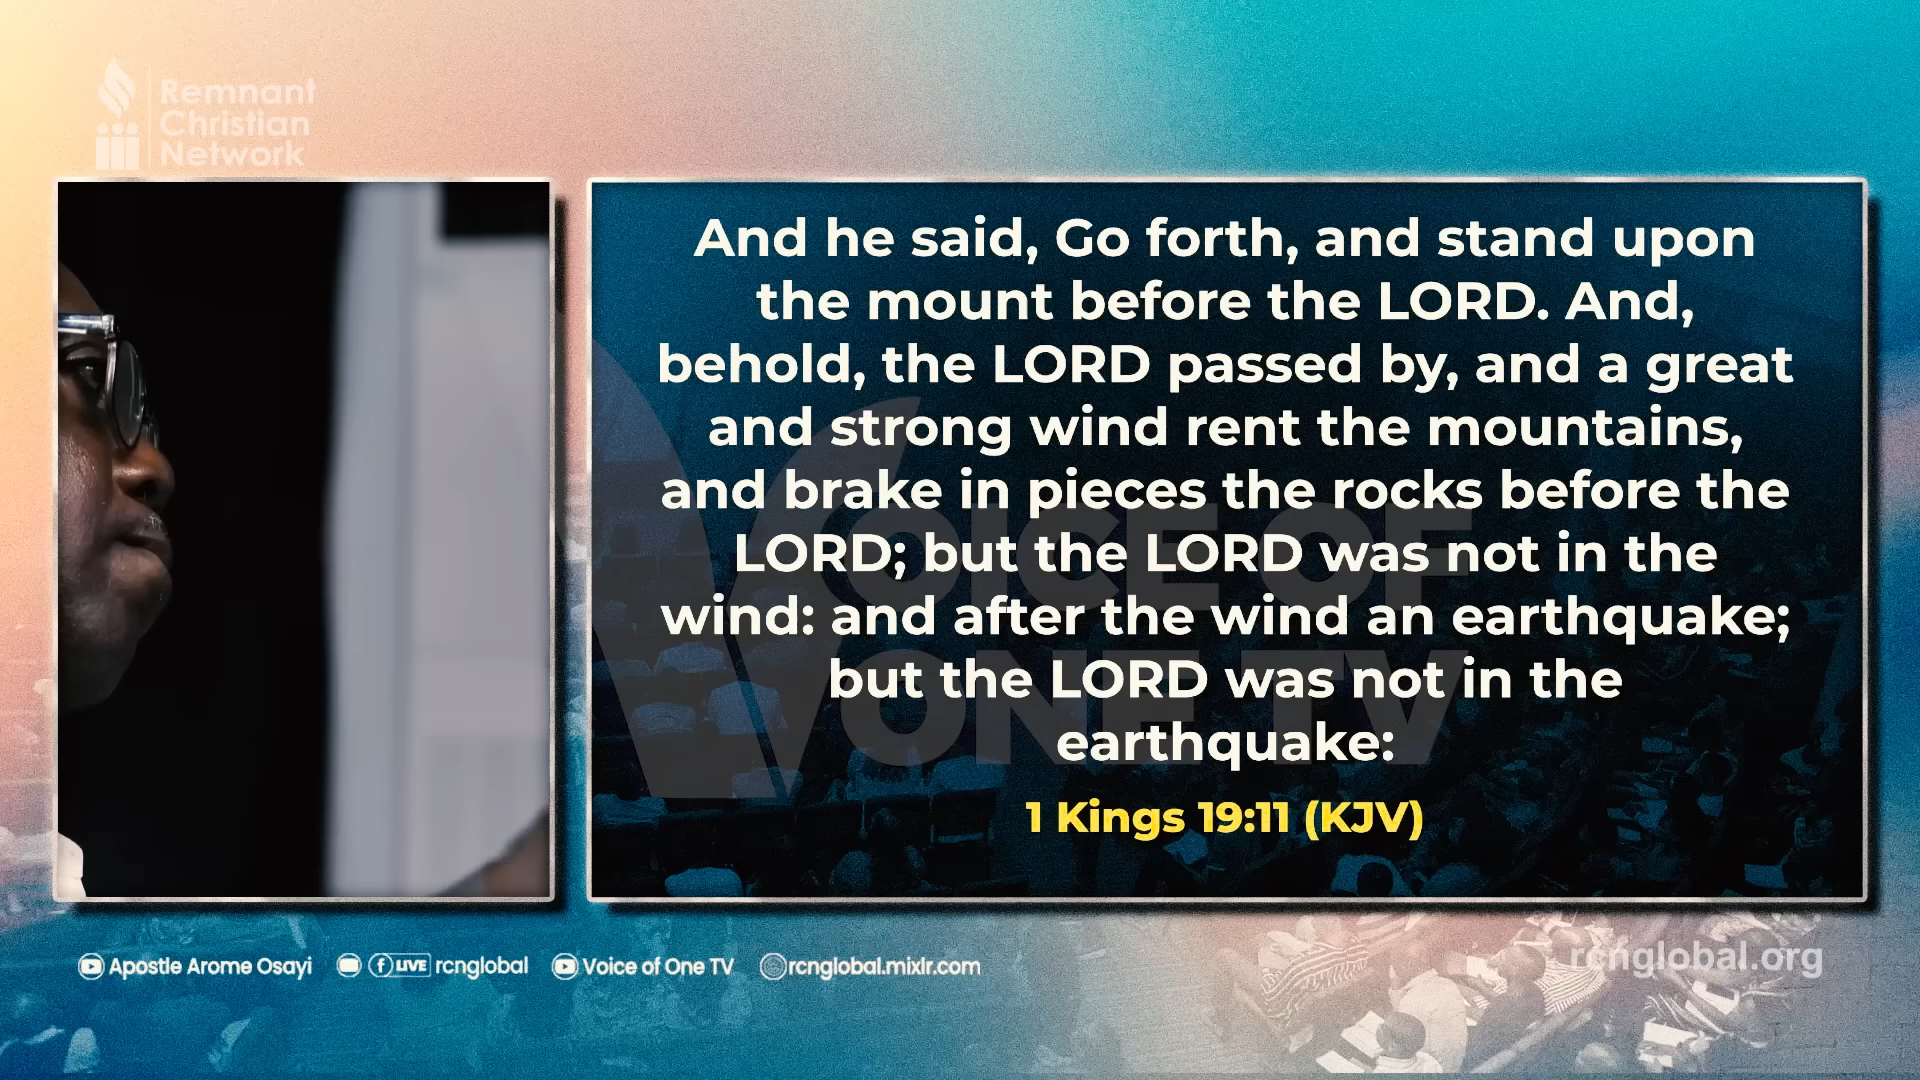 Remnant
Christian
Network
And he said, Go forth, and stand upon
the mount before the LORD. And,
behold, the LORD passed by, and a great
and strong wind rent the mountains,
and brake in pieces the rocks before the
LORD; but the LORD was not in the
wind: and after the wind an earthquake;
but the LORD was not in the
earthquake:
1 Kings 19:11 (KJV)
VOICE OF
ONE TV
Apostle Arome Osayi LIVE rcnglobal Voice of One TV rcnglobal.mixlr.com
rcnglobal.org